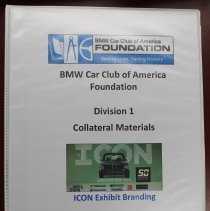 BMW Car Club of America
FOUNDATION
Saving Lives. Saving History.
BMW Car Club of America
Foundation
Division 1
Collateral Materials
ICON
50
ICON Exhibit Branding